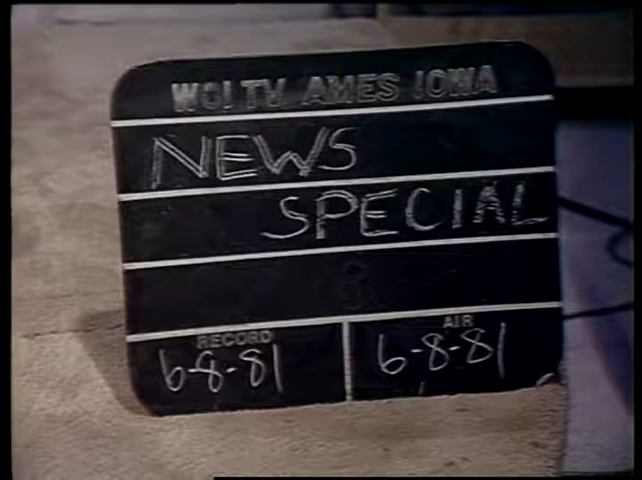 WOI TV AMES IOWA
NEWS
SPECIAL
RECORD AIR
6-8-81 6-8-81